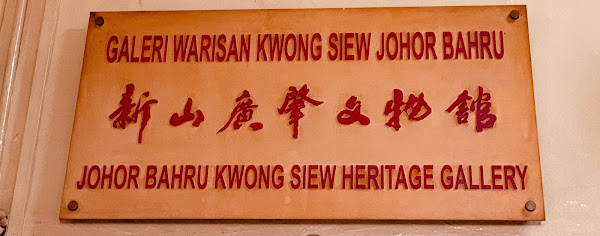 GALERI WARISAN KWONG SIEW JOHOR BAHRU
新山廣肇文物館
JOHOR BAHRU KWONG SIEW HERITAGE GALLERY